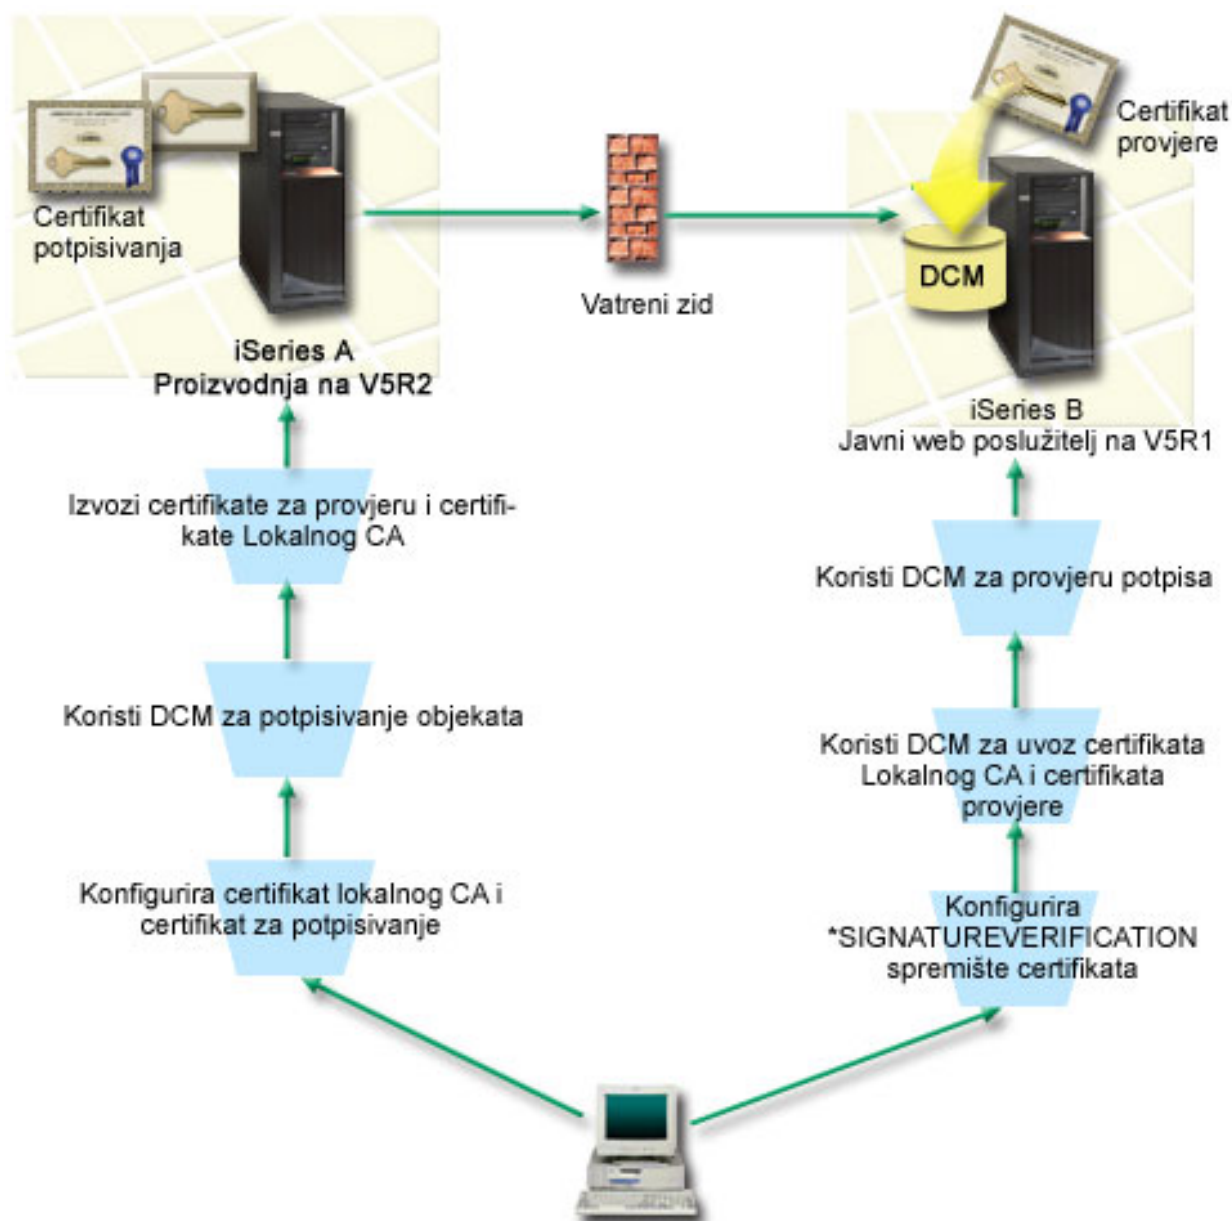 Certifikat
provjere
Certifikat
potpisivanja
DCM
Vatreni zid
iSeries A
Proizvodnja na V5R2
iSeries B
Javni web poslužitelj na V5R1
Izvozi certifikate za provjeru i certifi-
kate Lokalnog CA
Koristi DCM za provjeru potpisa
Koristi DCM za potpisivanje objekata
Koristi DCM za uvoz certifikata
Lokalnog CA i certifikata
provjere
Konfigurira certifikat lokalnog CA i
certifikat za potpisivanje
Konfigurira
*SIGNATUREVERIFICATION
spremište certifikata